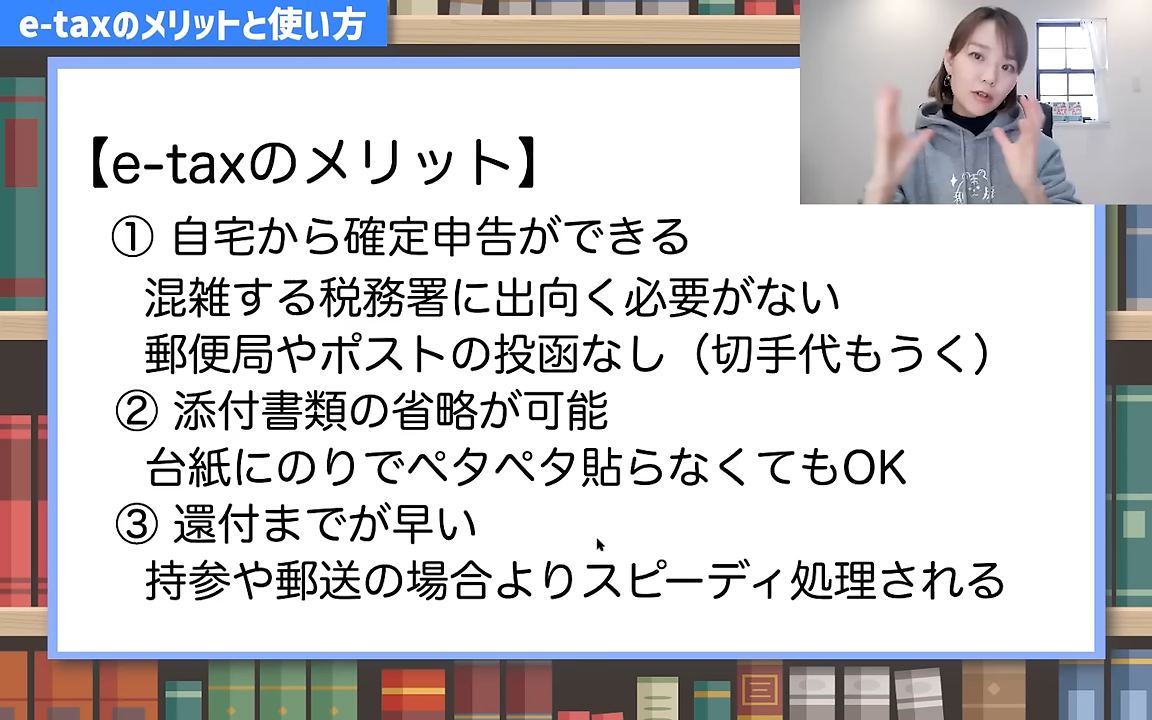 e-taxのメリットと使い方
【e-taxのメリット】
① 自宅から確定申告ができる
混雑する税務署に出向く必要がない
郵便局やポストの投函なし（切手代もうく）
② 添付書類の省略が可能
台紙にのりでペタペタ貼らなくてもOK
③ 還付までが早い
持参や郵送の場合よりスピーディ処理される